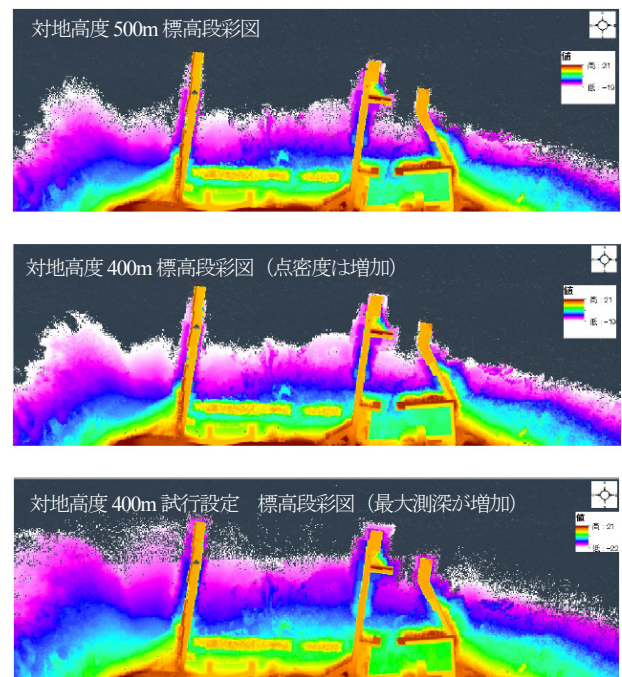 対地高度 500m 標高段彩図
値
高 : 21
低 : -19
対地高度 400m 標高段彩図（点密度は増加）
値
高 : 21
低 : -19
対地高度 400m 試行設定　標高段彩図（最大測深が増加）
値
高 : 21
低 : -22